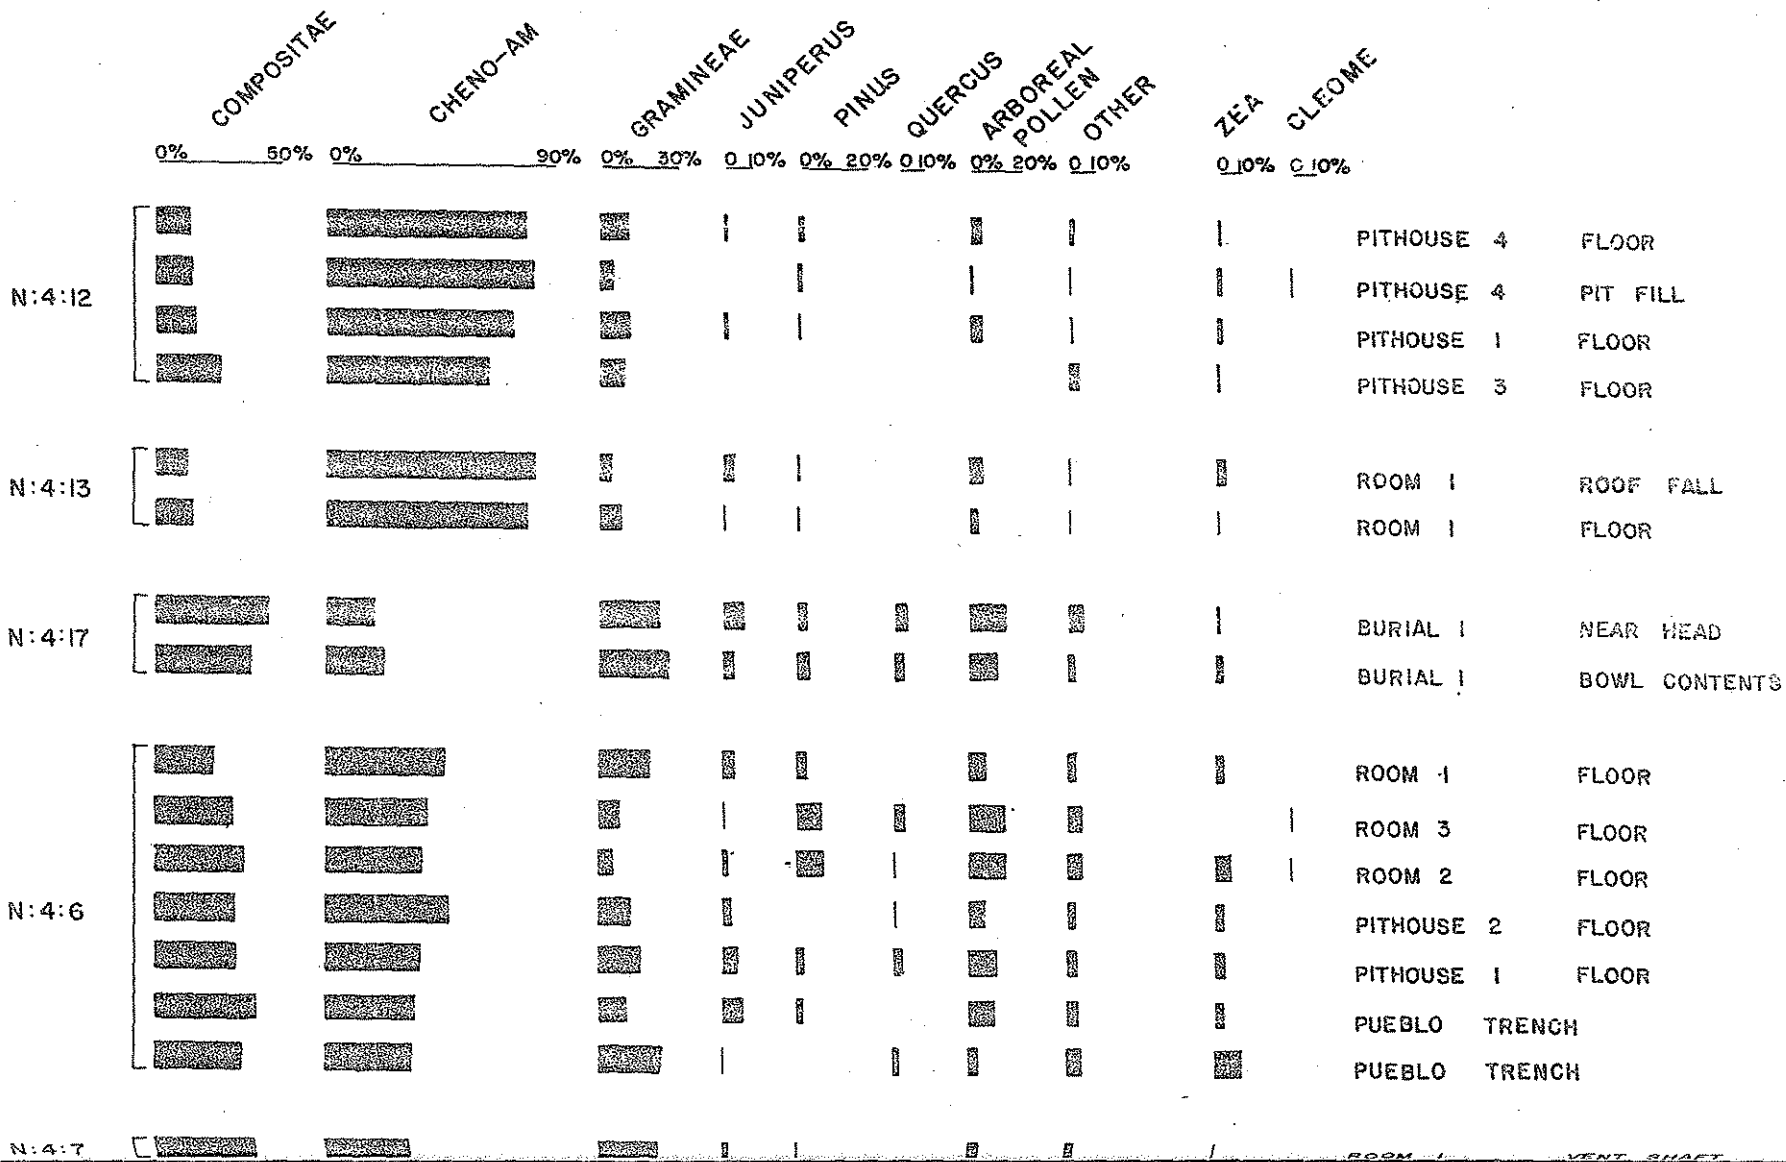 COMPOSITAE CHENO-AM GRAMINEAE JUNIPERUS PINUS QUERCUS ARBOREAL POLLEN OTHER ZEA CLEOME
0% 50% 0% 90% 0% 30% 0 10% 0% 20% 0 10% 0% 20% 0 10% 0 10% 0 10%
N:4:12
PITHOUSE 4 FLOOR
PITHOUSE 4 PIT FILL
PITHOUSE 1 FLOOR
PITHOUSE 3 FLOOR
N:4:13
ROOM 1 ROOF FALL
ROOM 1 FLOOR
N:4:17
BURIAL 1 NEAR HEAD
BURIAL 1 BOWL CONTENTS
N:4:6
ROOM 1 FLOOR
ROOM 3 FLOOR
ROOM 2 FLOOR
PITHOUSE 2 FLOOR
PITHOUSE 1 FLOOR
PUEBLO TRENCH
PUEBLO TRENCH
N:4:7
ROOM 1 VENT SHAFT